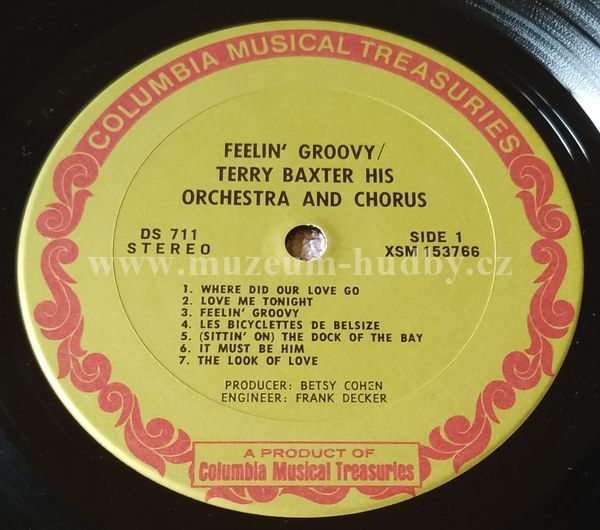 COLUMBIA MUSICAL TREASURIES
FEELIN' GROOVY/
TERRY BAXTER HIS
ORCHESTRA AND CHORUS
DS 711
STEREO
SIDE 1
XSM 153766
www.muzeum-hudby.cz
1. WHERE DID OUR LOVE GO
2. LOVE ME TONIGHT
3. FEELIN' GROOVY
4. LES BICYCLETTES DE BELSIZE
5. (SITTIN' ON) THE DOCK OF THE BAY
6. IT MUST BE HIM
7. THE LOOK OF LOVE
PRODUCER: BETSY COHEN
ENGINEER: FRANK DECKER
A PRODUCT OF
Columbia Musical Treasuries